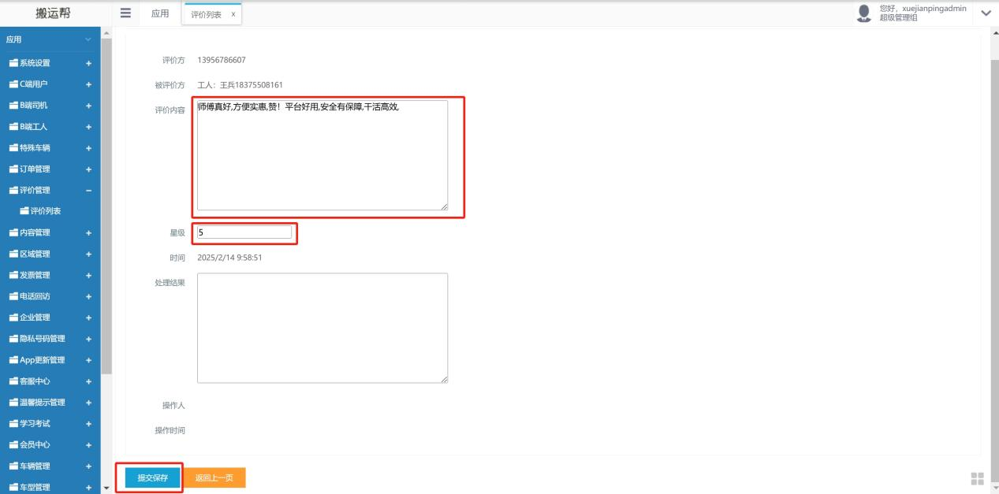 搬运帮
应用
评价列表 x
您好，xuejianpingadmin
超级管理组
应用
系统设置 +
C端用户 +
B端司机 +
B端工人 +
特殊车辆 +
订单管理 +
评价管理 −
评价列表
内容管理 +
区域管理 +
发票管理 +
电话回访 +
企业管理 +
隐私号码管理 +
App更新管理 +
客服中心 +
温馨提示管理 +
学习考试 +
会员中心 +
车辆管理 +
车型管理 +
评价方 13956786607
被评价方 工人：王兵18375508161
评价内容 师傅真好,方便实惠,赞！平台好用,安全有保障,干活高效,
星级 5
时间 2025/2/14 9:58:51
处理结果
操作人
操作时间
提交保存 返回上一页